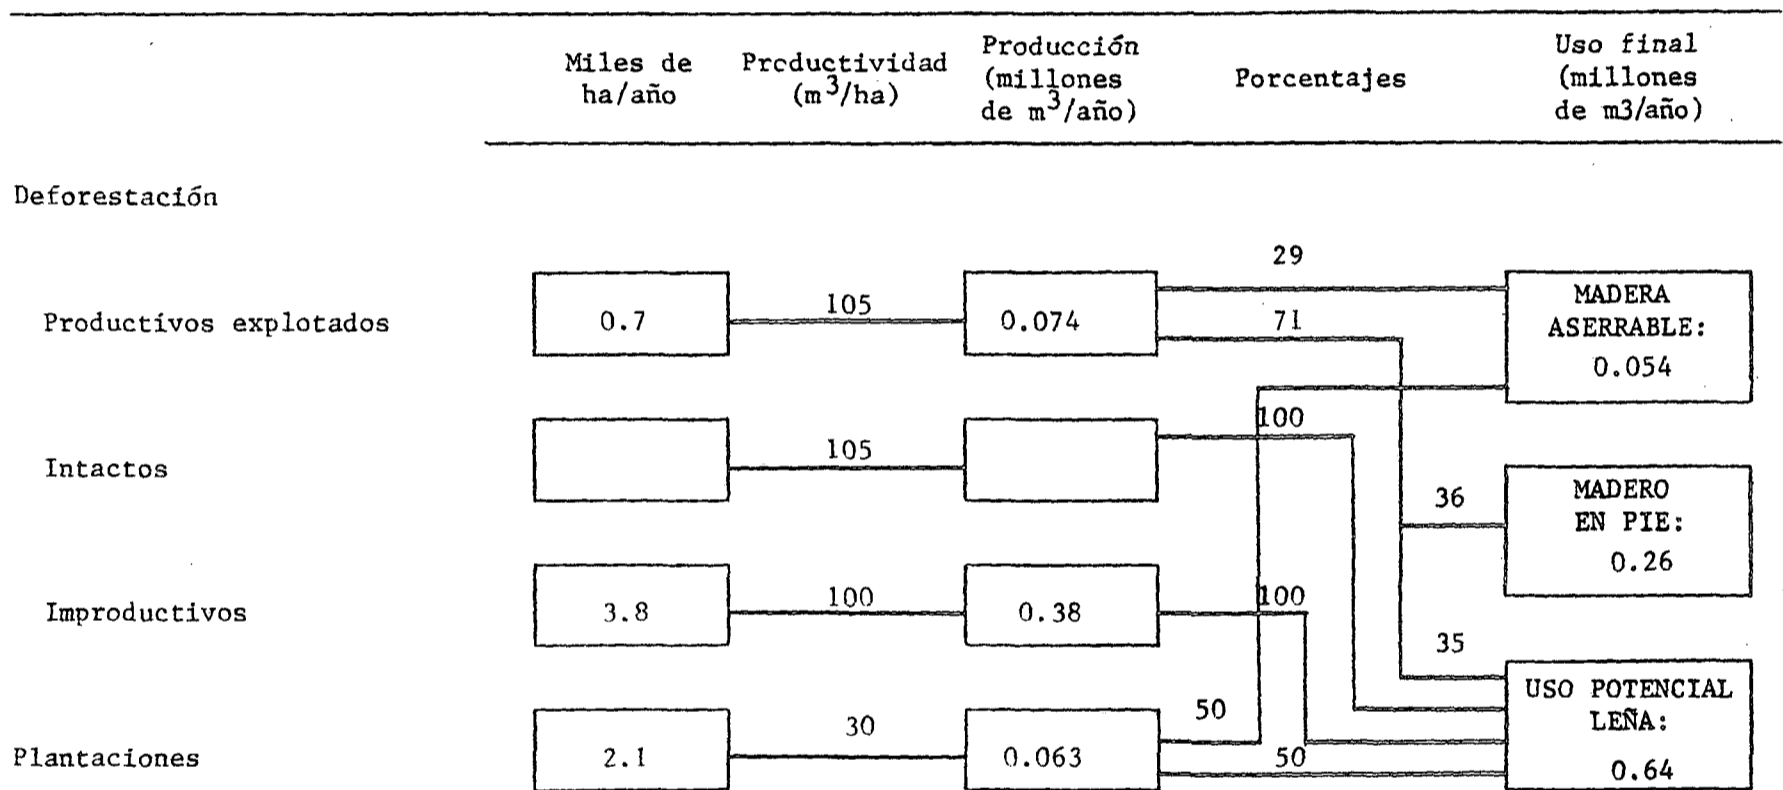 Miles de
ha/año
Prcductividad
(m3/ha)
Producción
(millones
de m3/año)
Porcentajes
Uso final
(millones
de m3/año)
Deforestación
Productivos explotados
0.7
105
0.074
29
71
MADERA
ASERRABLE:
0.054
Intactos
105
100
36
MADERO
EN PIE:
0.26
Improductivos
3.8
100
0.38
100
35
Plantaciones
2.1
30
0.063
50
50
USO POTENCIAL
LEÑA:
0.64